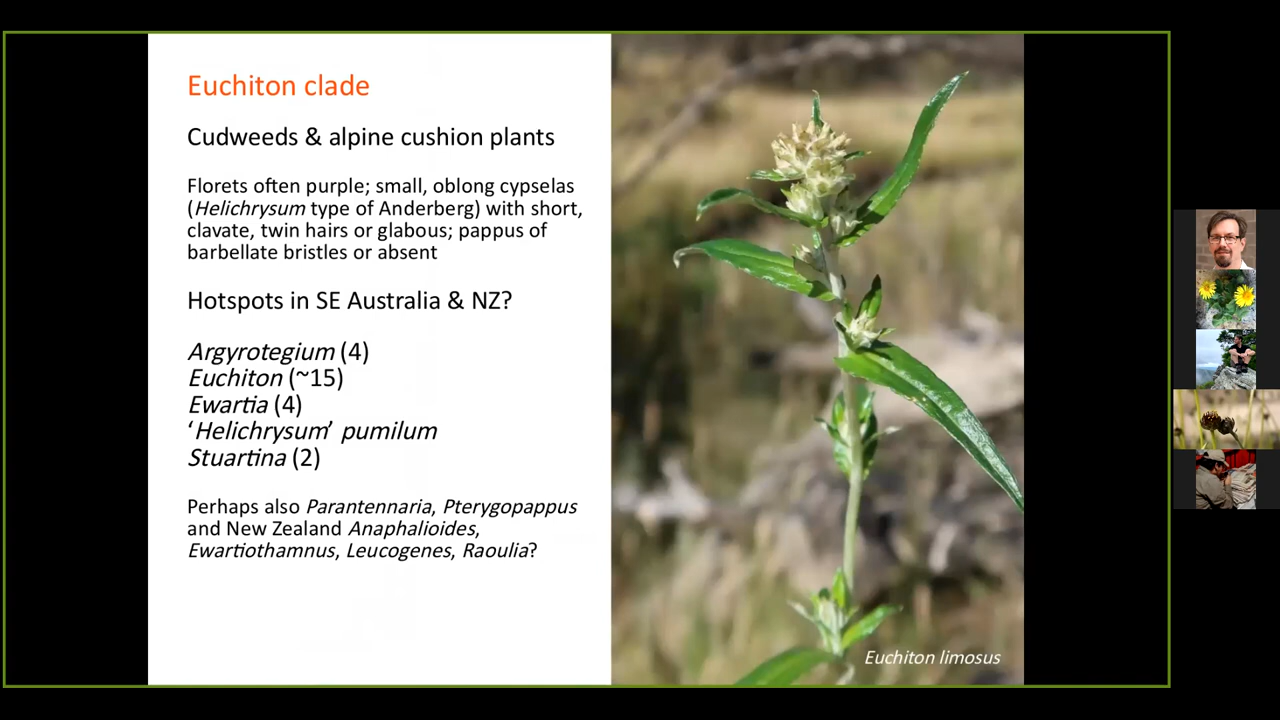 Euchiton clade
Cudweeds & alpine cushion plants
Florets often purple; small, oblong cypselas
(Helichrysum type of Anderberg) with short,
clavate, twin hairs or glabous; pappus of
barbellate bristles or absent
Hotspots in SE Australia & NZ?
Argyrotegium (4)
Euchiton (~15)
Ewartia (4)
‘Helichrysum’ pumilum
Stuartina (2)
Perhaps also Parantennaria, Pterygopappus
and New Zealand Anaphalioides,
Ewartiothamnus, Leucogenes, Raoulia?
Euchiton limosus